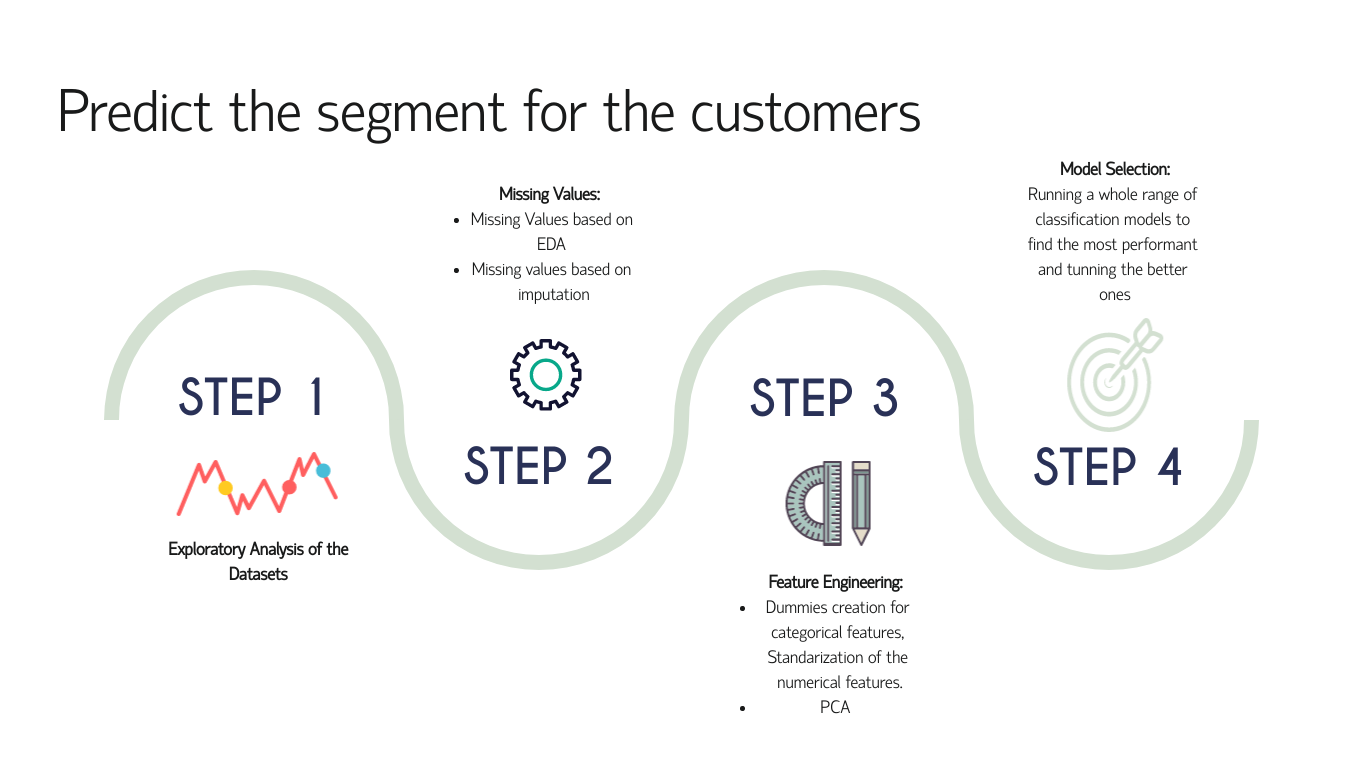 Predict the segment for the customers
STEP 1
Exploratory Analysis of the
Datasets
Missing Values:
• Missing Values based on
EDA
• Missing values based on
imputation
STEP 2
STEP 3
Feature Engineering:
• Dummies creation for
categorical features,
Standarization of the
numerical features.
• PCA
Model Selection:
Running a whole range of
classification models to
find the most performant
and tunning the better
ones
STEP 4